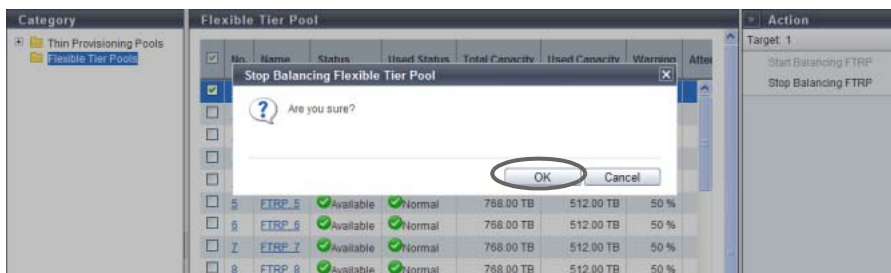 Category
Thin Provisioning Pools
Flexible Tier Pools
Flexible Tier Pool
No. Name Status Used Status Total Capacity Used Capacity Warning
Stop Balancing Flexible Tier Pool
Are you sure?
OK Cancel
5 FTRP_5 Available Normal 768.00 TB 512.00 TB 50 %
6 FTRP_6 Available Normal 768.00 TB 512.00 TB 50 %
7 FTRP_7 Available Normal 768.00 TB 512.00 TB 50 %
8 FTRP_8 Available Normal 768.00 TB 512.00 TB 50 %
Action
Target: 1
Start Balancing FTRP
Stop Balancing FTRP